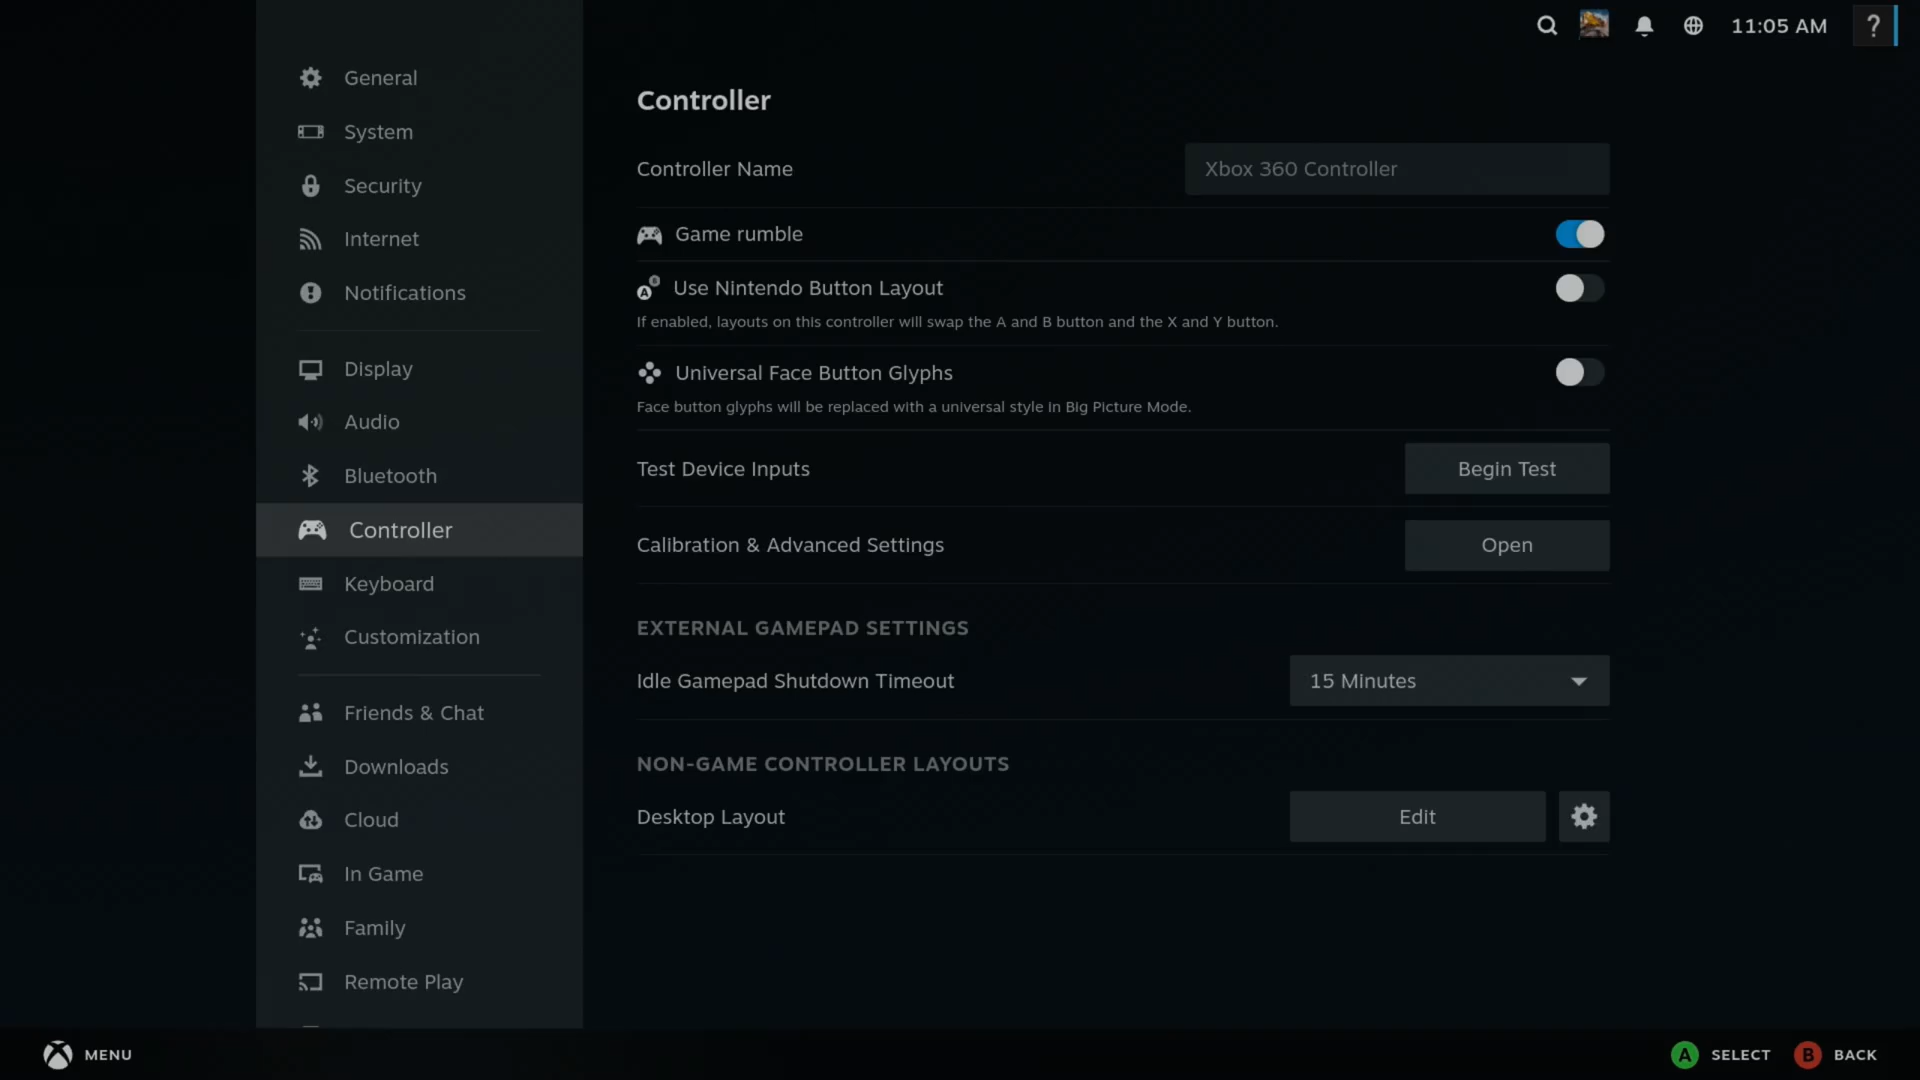 11:05 AM
?
General
System
Security
Internet
Notifications
Display
Audio
Bluetooth
Controller
Keyboard
Customization
Friends & Chat
Downloads
Cloud
In Game
Family
Remote Play
Controller
Controller Name
Xbox 360 Controller
Game rumble
Use Nintendo Button Layout
If enabled, layouts on this controller will swap the A and B button and the X and Y button.
Universal Face Button Glyphs
Face button glyphs will be replaced with a universal style in Big Picture Mode.
Test Device Inputs
Begin Test
Calibration & Advanced Settings
Open
EXTERNAL GAMEPAD SETTINGS
Idle Gamepad Shutdown Timeout
15 Minutes
NON-GAME CONTROLLER LAYOUTS
Desktop Layout
Edit
MENU
A SELECT
B BACK